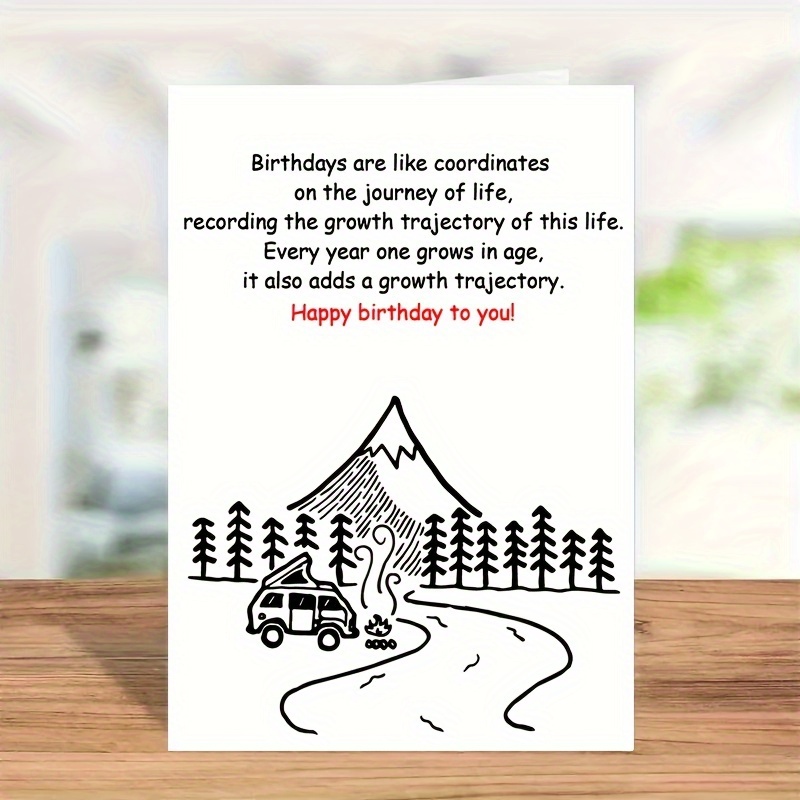 Birthdays are like coordinates
on the journey of life,
recording the growth trajectory of this life.
Every year one grows in age,
it also adds a growth trajectory.
Happy birthday to you!